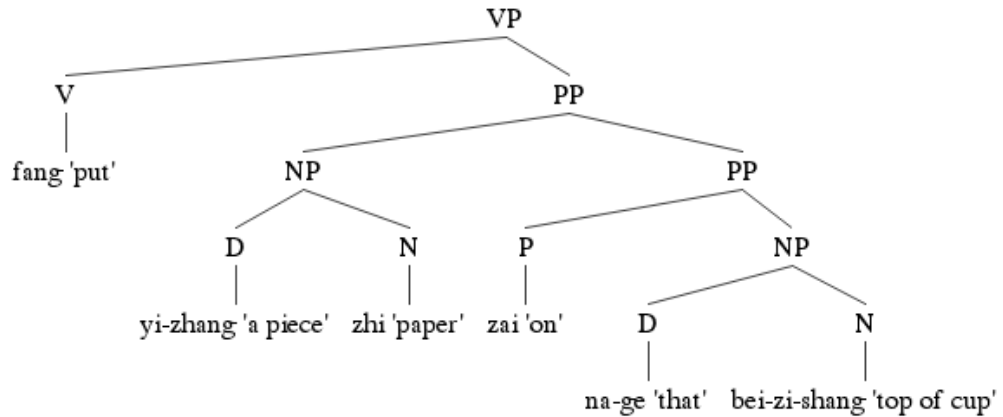 VP
V PP
fang 'put' NP PP
D N P NP
yi-zhang 'a piece' zhi 'paper' zai 'on' D N
na-ge 'that' bei-zi-shang 'top of cup'